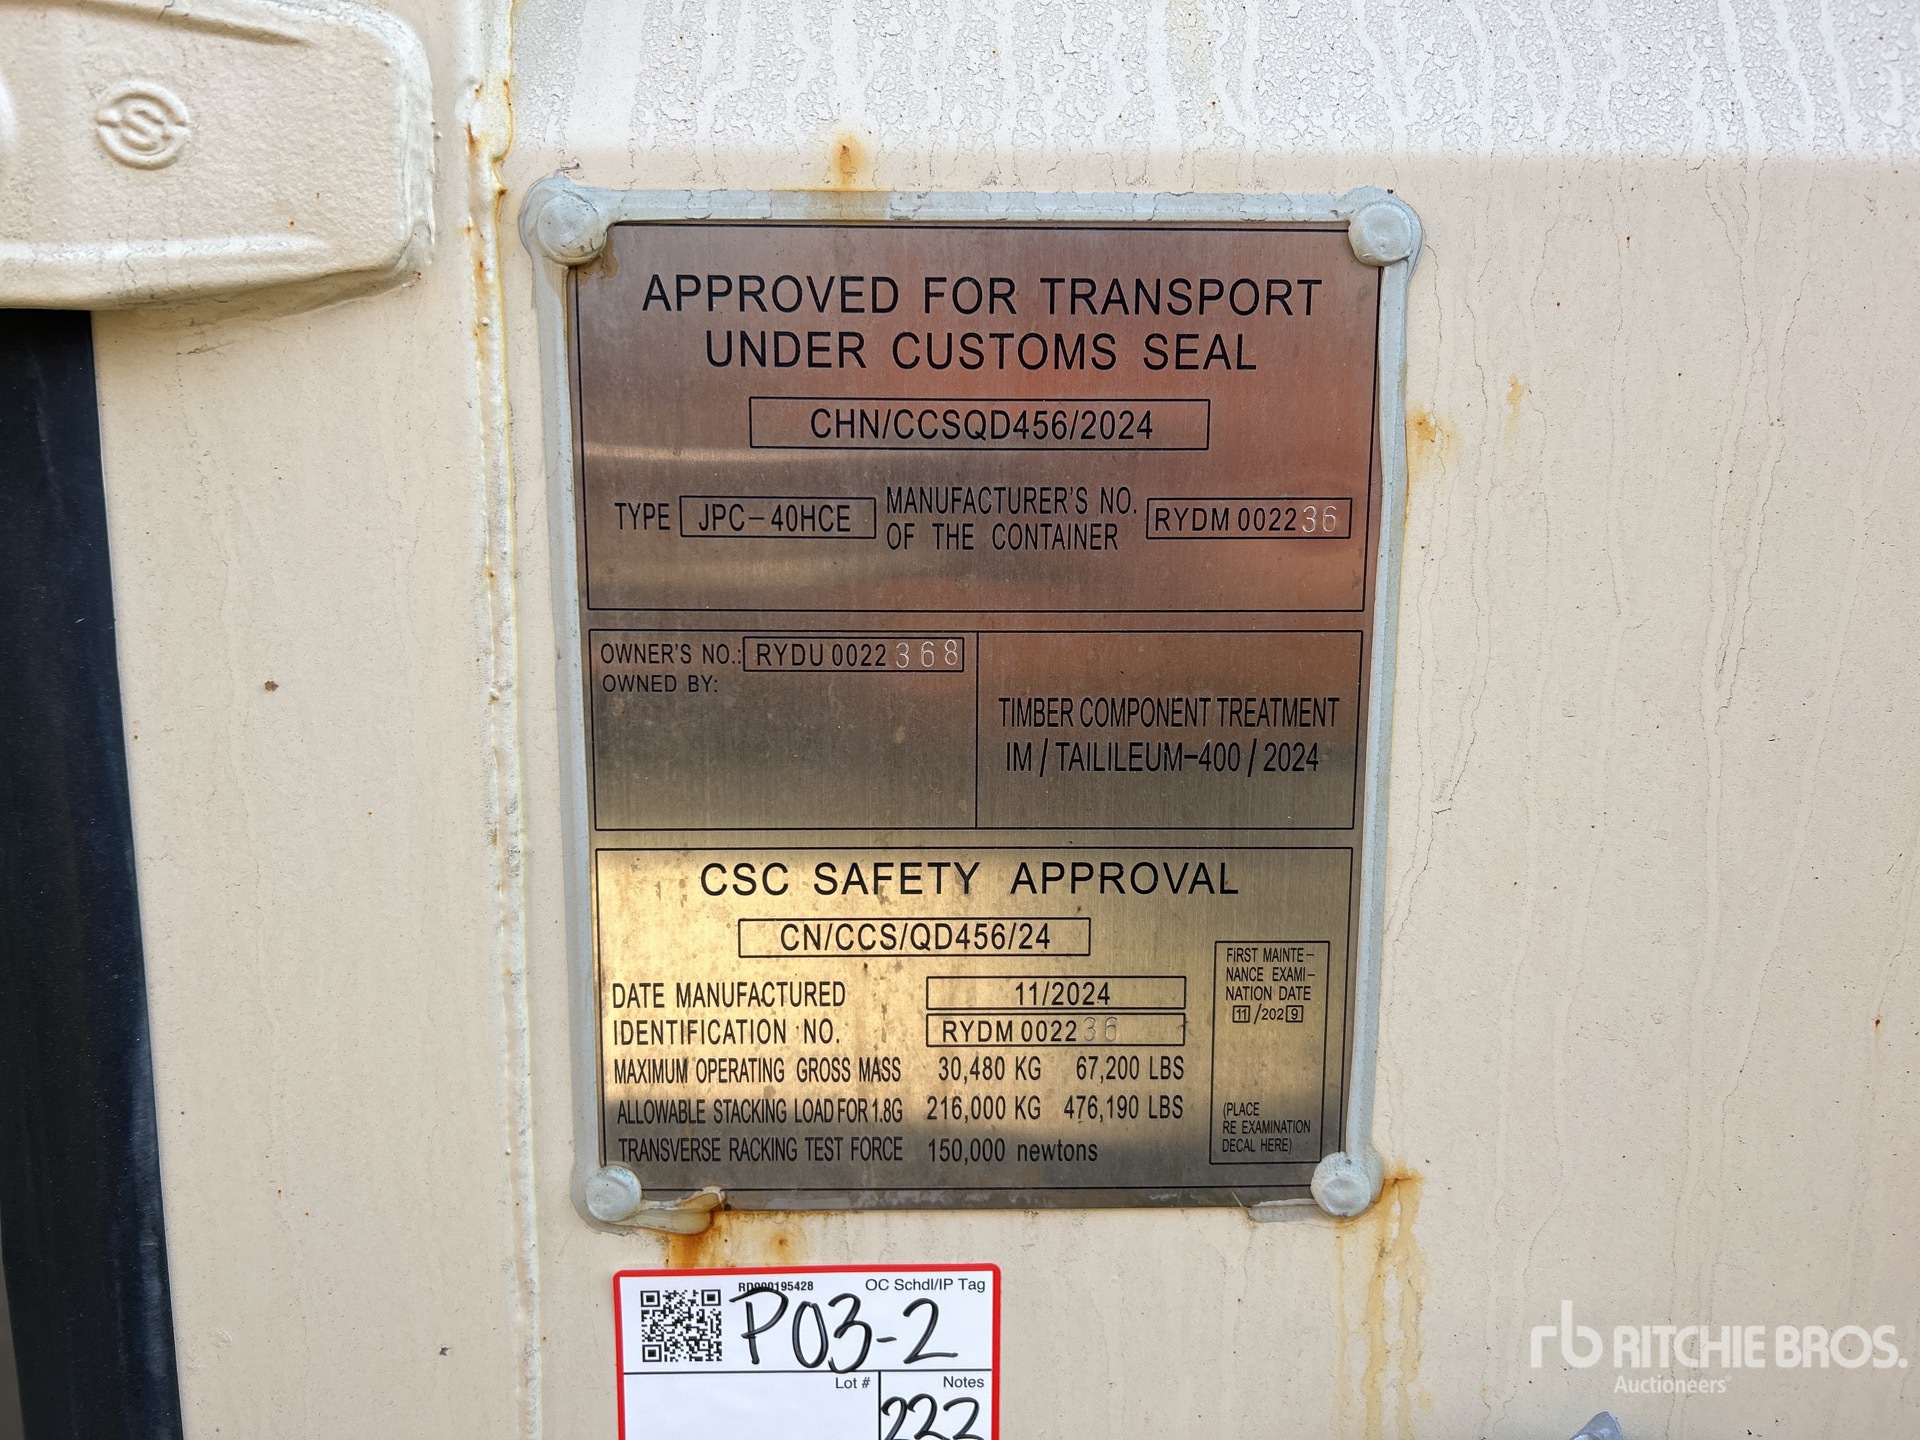 S
APPROVED FOR TRANSPORT
UNDER CUSTOMS SEAL
CHN/CCSQD456/2024
TYPE JPC-40HCE MANUFACTURER'S NO. OF THE CONTAINER RYDM 002236
OWNER'S NO.: RYDU 0022368
OWNED BY:
TIMBER COMPONENT TREATMENT
IM / TAILILEUM-400 / 2024
CSC SAFETY APPROVAL
CN/CCS/QD456/24
DATE MANUFACTURED 11/2024
IDENTIFICATION NO. RYDM 002236
MAXIMUM OPERATING GROSS MASS 30,480 KG 67,200 LBS
ALLOWABLE STACKING LOAD FOR 1.8G 216,000 KG 476,190 LBS
TRANSVERSE RACKING TEST FORCE 150,000 newtons
FIRST MAINTE-
NANCE EXAMI-
NATION DATE
11/2029
(PLACE
RE EXAMINATION
DECAL HERE)
RD000195428 OC Schdl/IP Tag
P03-2
Lot # Notes
222
rb RITCHIE BROS.
Auctioneers